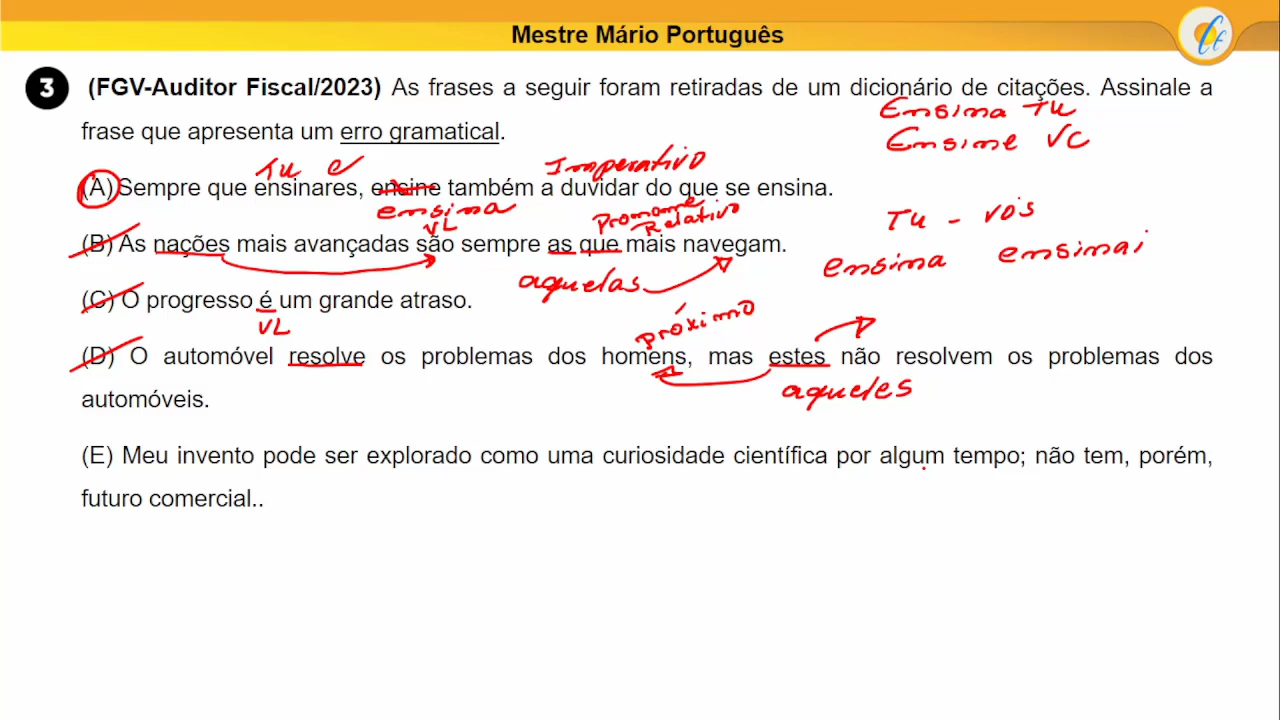 Mestre Mário Português
3 (FGV-Auditor Fiscal/2023) As frases a seguir foram retiradas de um dicionário de citações. Assinale a
Ensina Tu
frase que apresenta um erro gramatical.
Ensine VC
Tu
Imperativo
(A) Sempre que ensinares, ensine também a duvidar do que se ensina.
ensina
Pronome Relativo
Tu - vós
VL
(B) As nações mais avançadas são sempre as que mais navegam.
aquelas
ensina ensinai
(C) O progresso é um grande atraso.
VL
próximo
(D) O automóvel resolve os problemas dos homens, mas estes não resolvem os problemas dos
aqueles
automóveis.
(E) Meu invento pode ser explorado como uma curiosidade científica por algum tempo; não tem, porém,
futuro comercial..